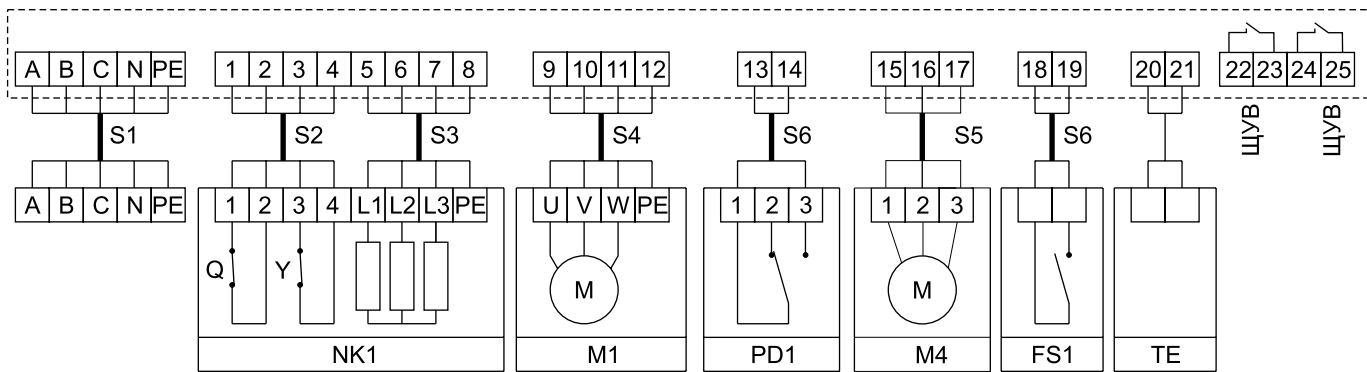 A B C N PE 1 2 3 4 5 6 7 8 9 10 11 12 13 14 15 16 17 18 19 20 21 22 23 24 25
S1 S2 S3 S4 S6 S5 S6 ЩУВ ЩУВ
A B C N PE 1 2 3 4 L1 L2 L3 PE U V W PE 1 2 3 1 2 3
Q Y M M
NK1 M1 PD1 M4 FS1 TE